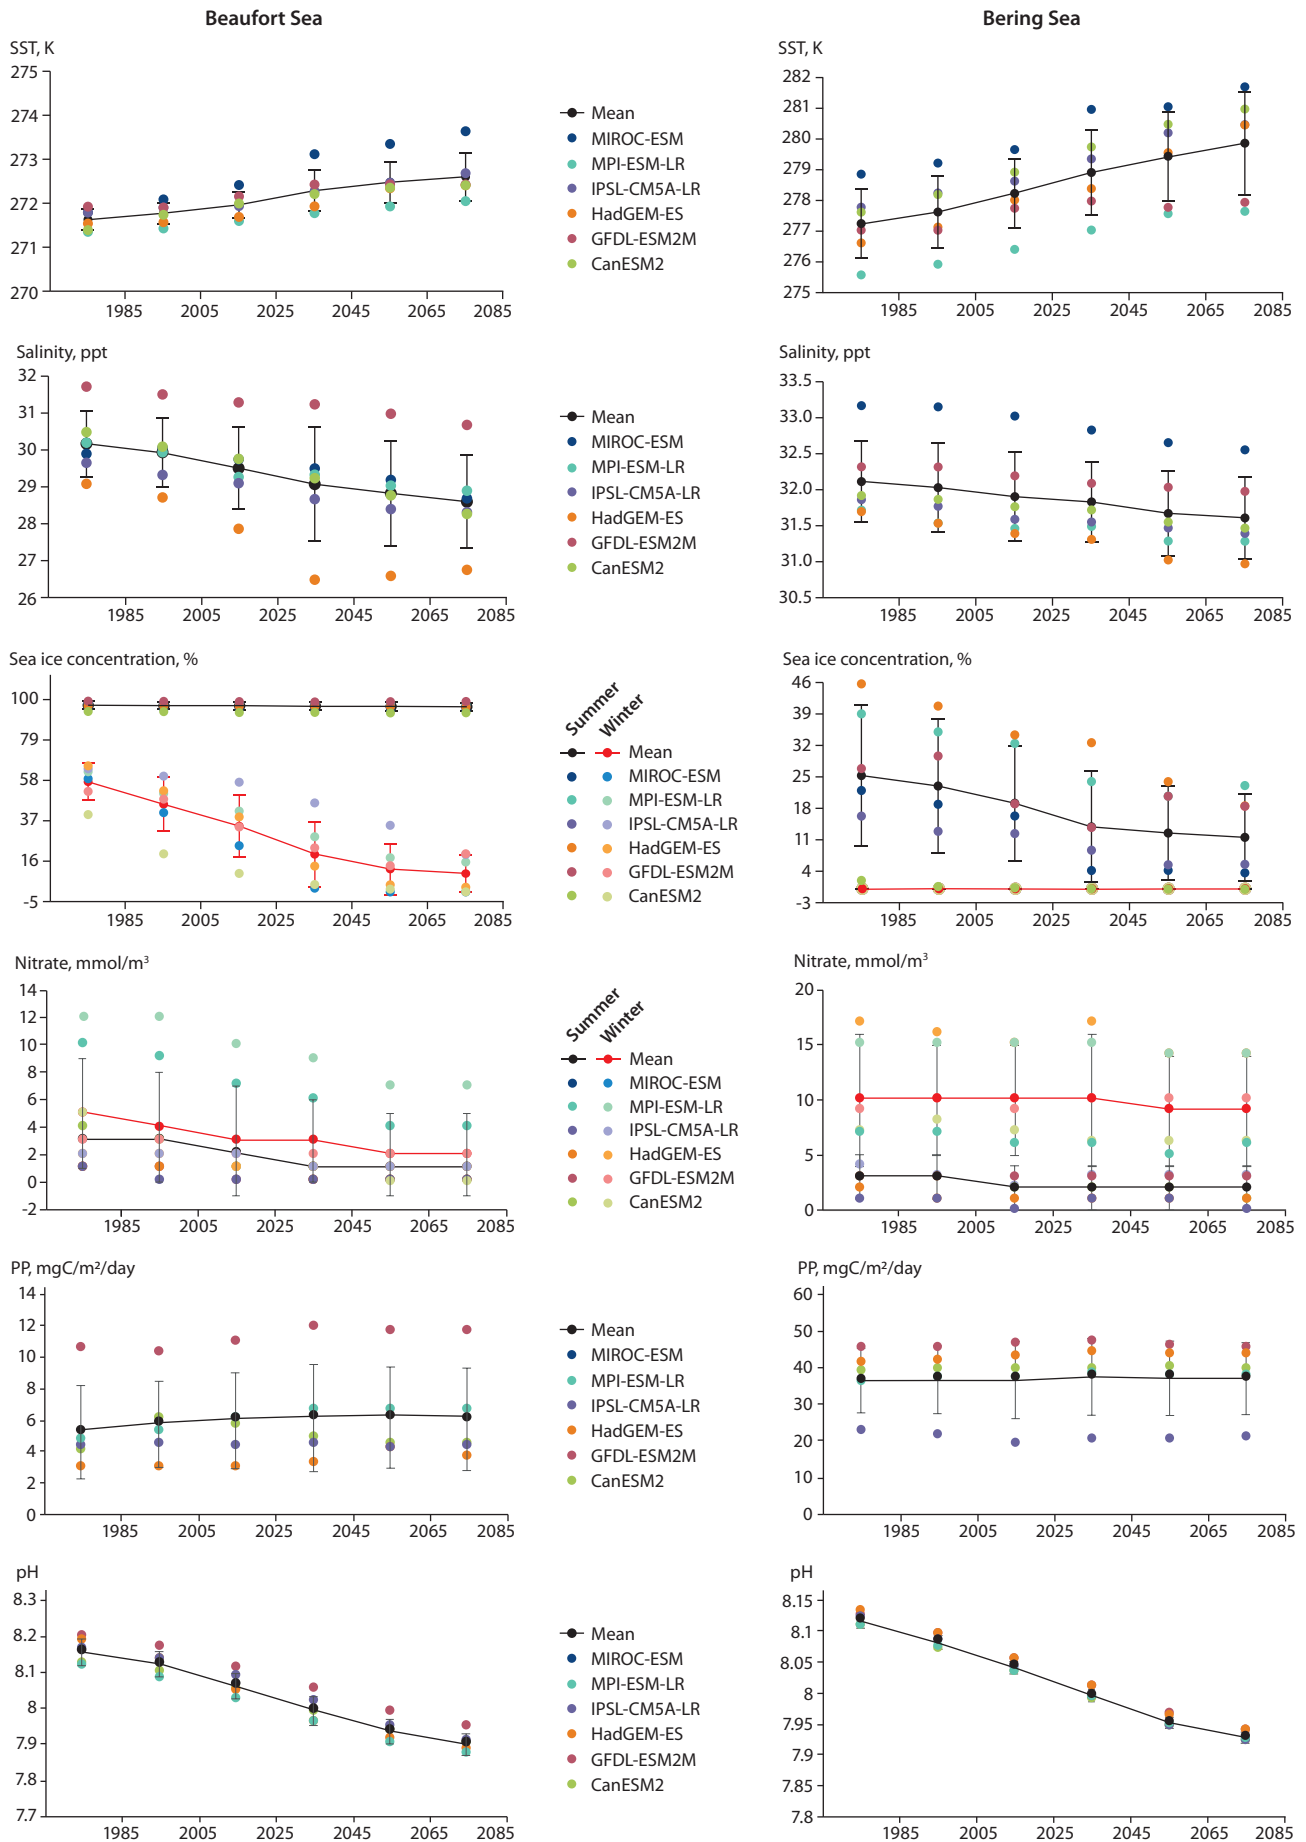 Beaufort Sea
SST, K
275
274
273
272
271
270
1985 2005 2025 2045 2065 2085
Mean
MIROC-ESM
MPI-ESM-LR
IPSL-CM5A-LR
HadGEM-ES
GFDL-ESM2M
CanESM2
Bering Sea
SST, K
282
281
280
279
278
277
276
275
1985 2005 2025 2045 2065 2085
Salinity, ppt
32
31
30
29
28
27
26
1985 2005 2025 2045 2065 2085
Mean
MIROC-ESM
MPI-ESM-LR
IPSL-CM5A-LR
HadGEM-ES
GFDL-ESM2M
CanESM2
Salinity, ppt
33.5
33.0
32.5
32.0
31.5
31.0
30.5
1985 2005 2025 2045 2065 2085
Sea ice concentration, %
100
79
58
37
16
-5
1985 2005 2025 2045 2065 2085
Summer
Winter
Mean
MIROC-ESM
MPI-ESM-LR
IPSL-CM5A-LR
HadGEM-ES
GFDL-ESM2M
CanESM2
Sea ice concentration, %
46
39
32
25
18
11
4
-3
1985 2005 2025 2045 2065 2085
Nitrate, mmol/m³
14
12
10
8
6
4
2
0
-2
1985 2005 2025 2045 2065 2085
Summer
Winter
Mean
MIROC-ESM
MPI-ESM-LR
IPSL-CM5A-LR
HadGEM-ES
GFDL-ESM2M
CanESM2
Nitrate, mmol/m³
20
15
10
5
0
1985 2005 2025 2045 2065 2085
PP, mgC/m²/day
14
12
10
8
6
4
2
0
1985 2005 2025 2045 2065 2085
Mean
MIROC-ESM
MPI-ESM-LR
IPSL-CM5A-LR
HadGEM-ES
GFDL-ESM2M
CanESM2
PP, mgC/m²/day
60
50
40
30
20
10
0
1985 2005 2025 2045 2065 2085
pH
8.3
8.2
8.1
8
7.9
7.8
7.7
1985 2005 2025 2045 2065 2085
Mean
MIROC-ESM
MPI-ESM-LR
IPSL-CM5A-LR
HadGEM-ES
GFDL-ESM2M
CanESM2
pH
8.15
8.1
8.05
8
7.95
7.9
7.85
7.8
1985 2005 2025 2045 2065 2085